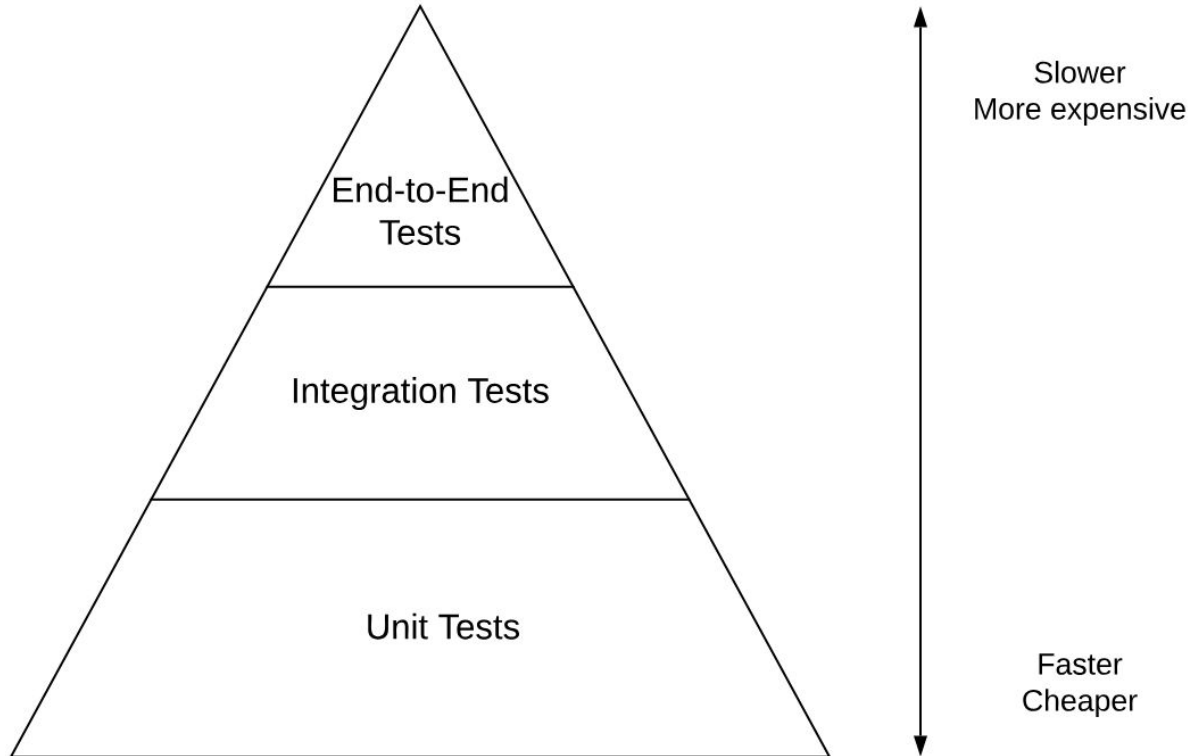 Slower
More expensive
End-to-End
Tests
Integration Tests
Unit Tests
Faster
Cheaper